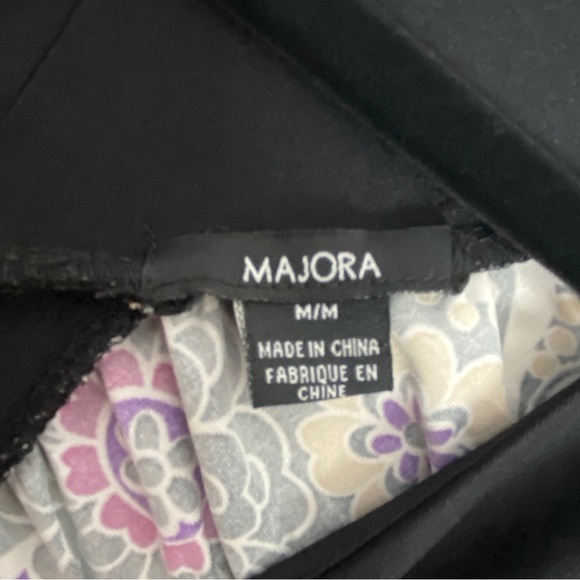 MAJORA
M/M
MADE IN CHINA
FABRIQUE EN
CHINE